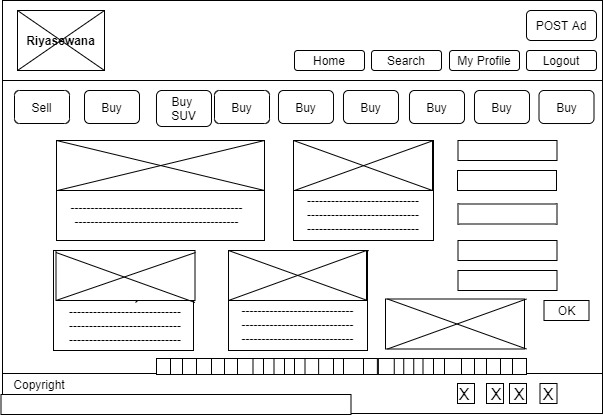 Riyasewana
POST Ad
Home
Search
My Profile
Logout
Sell
Buy
Buy
SUV
Buy
Buy
Buy
Buy
Buy
Buy
OK
Copyright
X
X
X
X